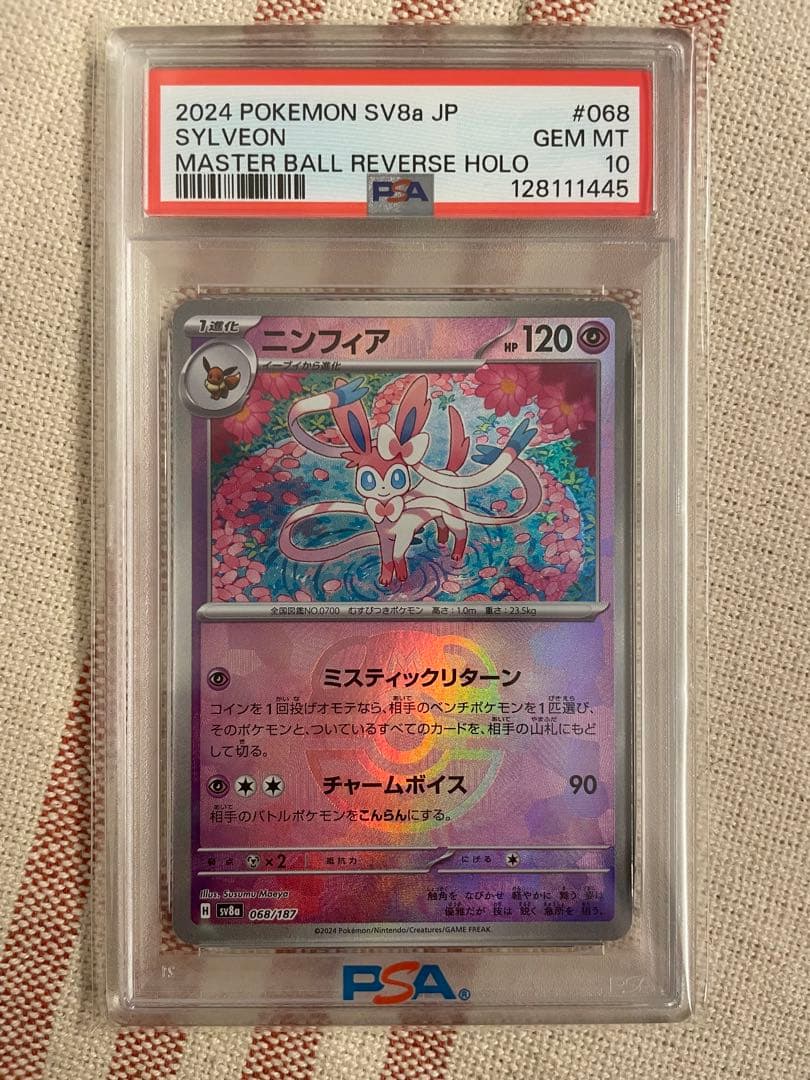 2024 POKEMON SV8a JP #068
SYLVEON GEM MT
MASTER BALL REVERSE HOLO 10
PSA 128111445
1進化 ニンフィア HP 120
イーブイから進化
全国図鑑NO.0700 むすびつきポケモン 高さ:1.0m 重さ:23.5kg
ミスティックリターン
コインを1回投げオモテなら、相手のベンチポケモンを1匹選び、
そのポケモンと、ついているすべてのカードを、相手の山札にもど
して切る。
チャームボイス 90
相手のバトルポケモンをこんらんにする。
弱点 ×2 抵抗力 にげる
Illus. Susumu Maeya
触角を なびかせ 軽やかに 舞う 姿は
優雅だが 技は 鋭く 急所を 狙う。
H sv8a 068/187
©2024 Pokémon/Nintendo/Creatures/GAME FREAK.
PSA®